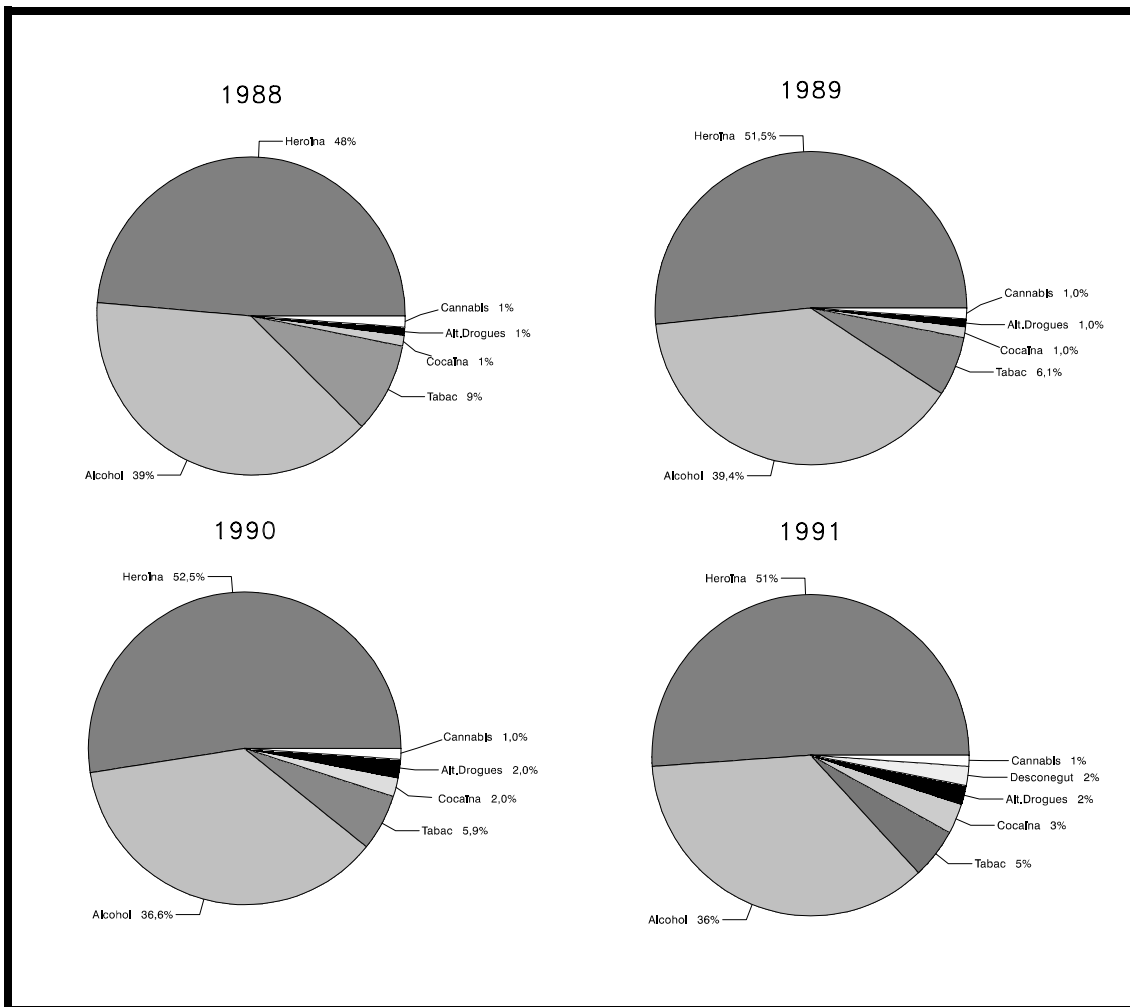 1988
Heroïna 48%
Cannabis 1%
Alt.Drogues 1%
Cocaïna 1%
Tabac 9%
Alcohol 39%
1989
Heroïna 51,5%
Cannabis 1,0%
Alt.Drogues 1,0%
Cocaïna 1,0%
Tabac 6,1%
Alcohol 39,4%
1990
Heroïna 52,5%
Cannabis 1,0%
Alt.Drogues 2,0%
Cocaïna 2,0%
Tabac 5,9%
Alcohol 36,6%
1991
Heroïna 51%
Cannabis 1%
Desconegut 2%
Alt.Drogues 2%
Cocaïna 3%
Tabac 5%
Alcohol 36%